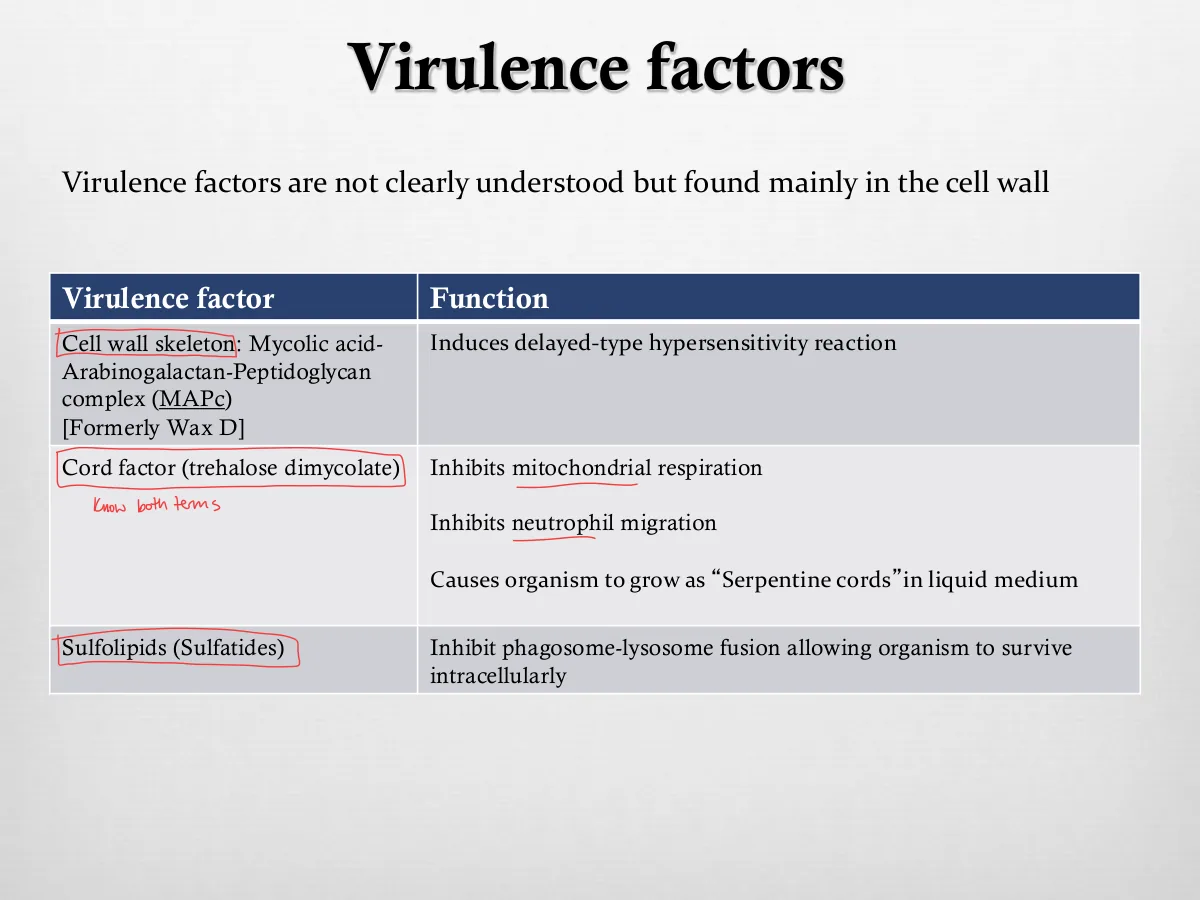 Virulence factors
Virulence factors are not clearly understood but found mainly in the cell wall
Virulence factor
Function
Cell wall skeleton: Mycolic acid-
Arabinogalactan-Peptidoglycan
complex (MAPc)
[Formerly Wax D]
Induces delayed-type hypersensitivity reaction
Cord factor (trehalose dimycolate)
Know both terms
Inhibits mitochondrial respiration
Inhibits neutrophil migration
Causes organism to grow as “Serpentine cords”in liquid medium
Sulfolipids (Sulfatides)
Inhibit phagosome-lysosome fusion allowing organism to survive
intracellularly